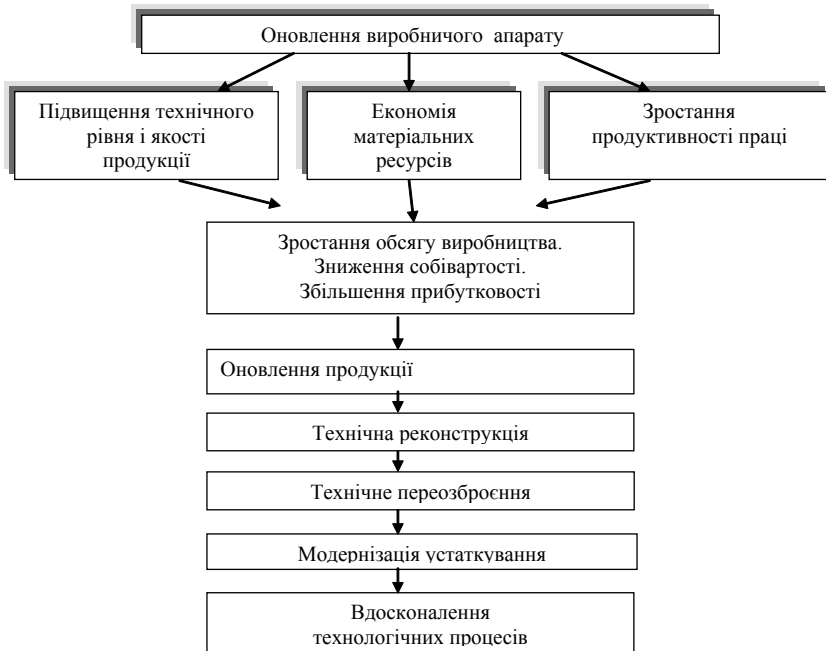 Оновлення виробничого апарату
Підвищення технічного
рівня і якості
продукції
Економія
матеріальних
ресурсів
Зростання
продуктивності праці
Зростання обсягу виробництва.
Зниження собівартості.
Збільшення прибутковості
Оновлення продукції
Технічна реконструкція
Технічне переозброєння
Модернізація устаткування
Вдосконалення
технологічних процесів